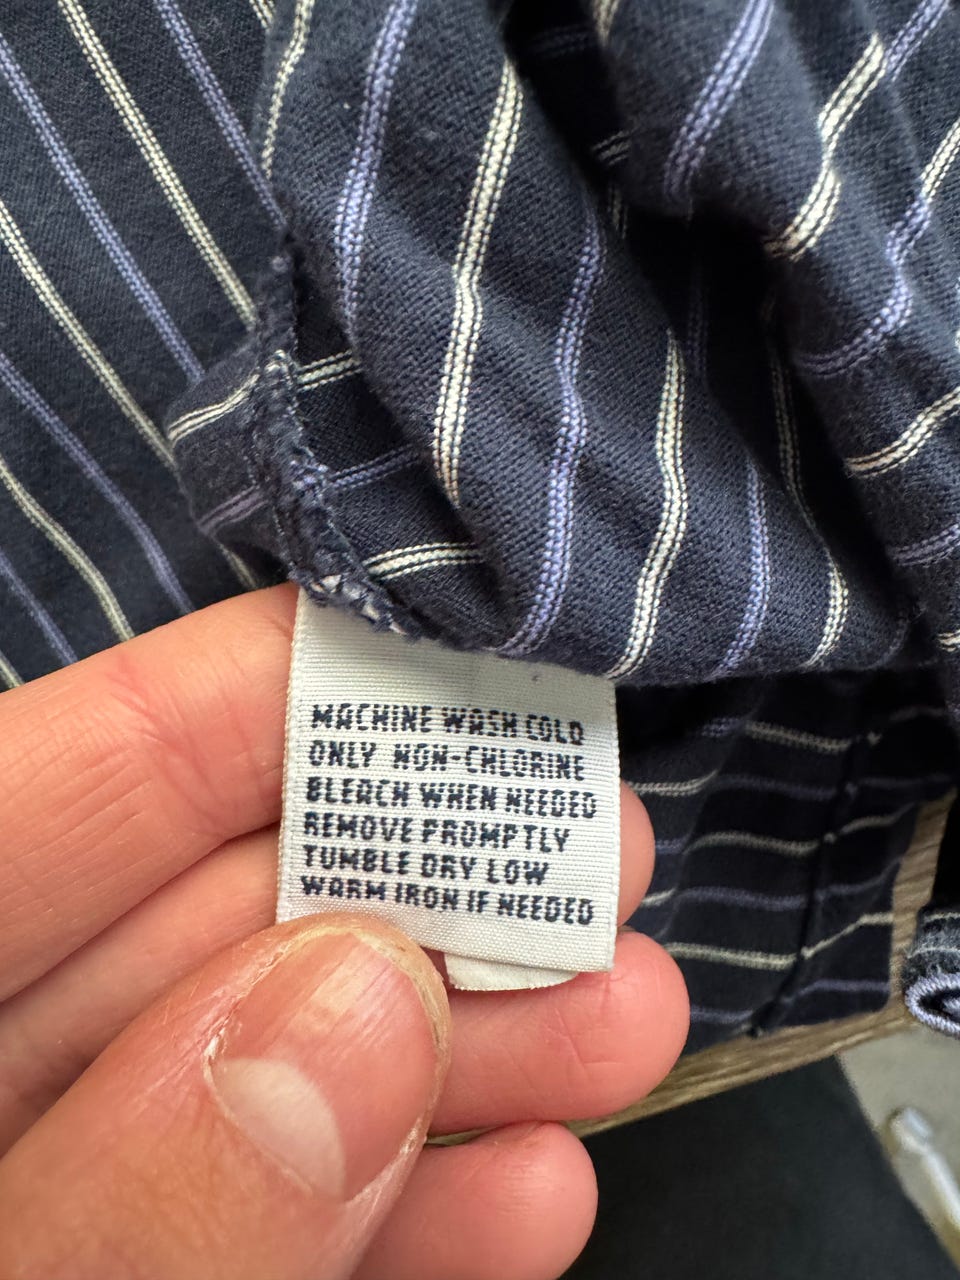 MACHINE WASH COLD
ONLY NON-CHLORINE
BLEACH WHEN NEEDED
REMOVE PROMPTLY
TUMBLE DRY LOW
WARM IRON IF NEEDED